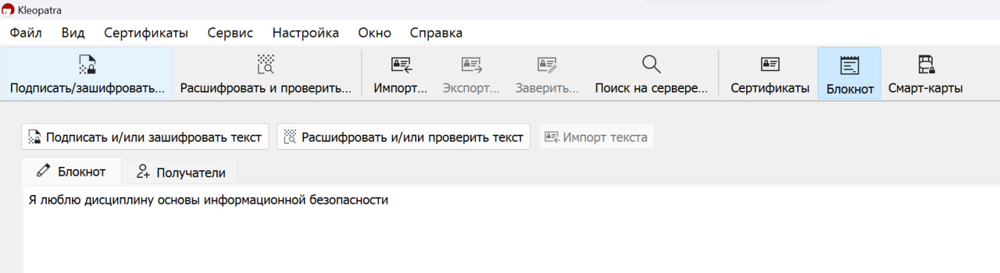 Kleopatra
Файл Вид Сертификаты Сервис Настройка Окно Справка
Подписать/зашифровать... Расшифровать и проверить... Импорт... Экспорт... Заверить... Поиск на сервере... Сертификаты Блокнот Смарт-карты
Подписать и/или зашифровать текст Расшифровать и/или проверить текст Импорт текста
Блокнот Получатели
Я люблю дисциплину основы информационной безопасности